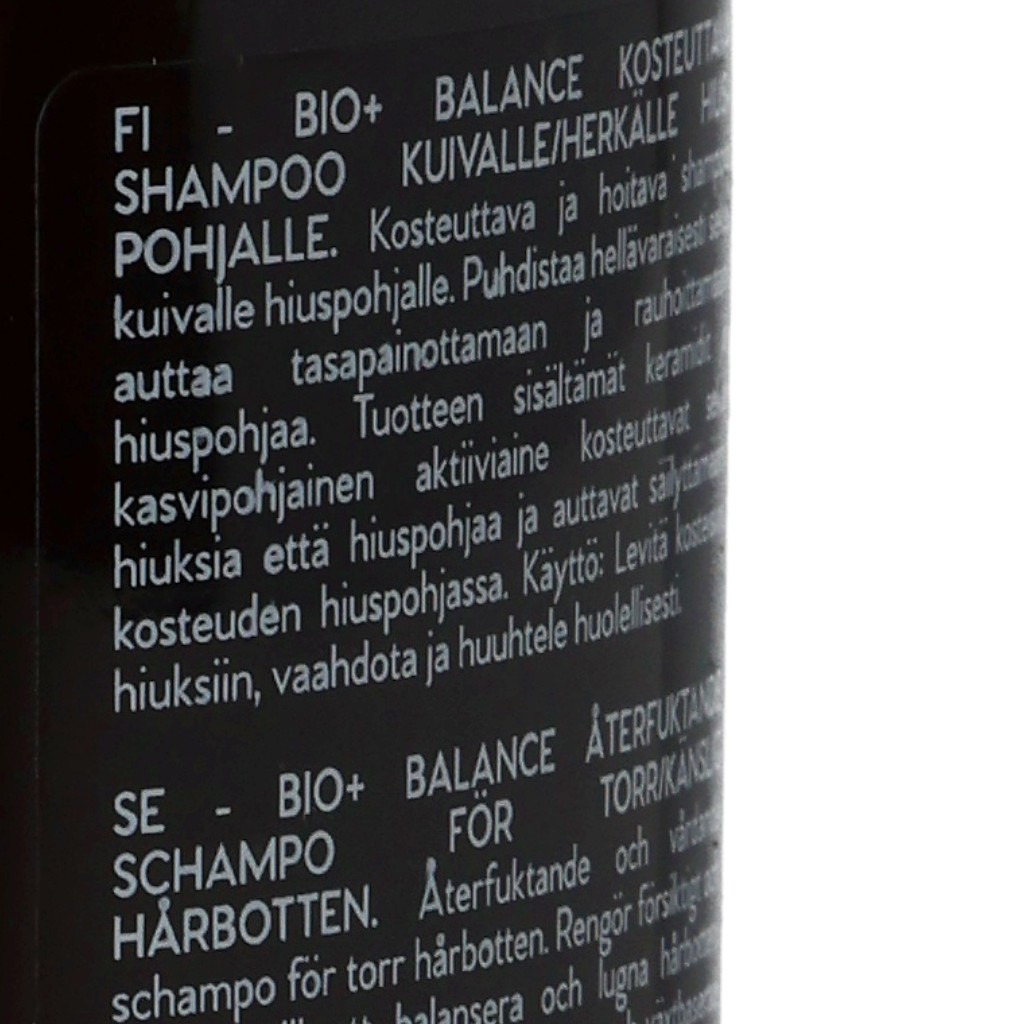 FI - BIO+ BALANCE
SHAMPOO KUIVALLE/HERKÄLLE
POHJALLE. Kosteuttava ja hoitava
kuivalle hiuspohjalle. Puhdistaa hellävaraisesti
auttaa tasapainottamaan ja
hiuspohjaa. Tuotteen sisältämät keramidit
kasvipohjainen aktiiviaine kosteuttavat
hiuksia että hiuspohjaa ja auttavat
kosteuden hiuspohjassa. Käyttö: Levitä
hiuksiin, vaahdota ja huuhtele huolellisesti.
SE - BIO+ BALANCE
SCHAMPO FÖR
HÅRBOTTEN. Återfuktande och
schampo för torr hårbotten. Rengör försiktigt
balansera och lugna